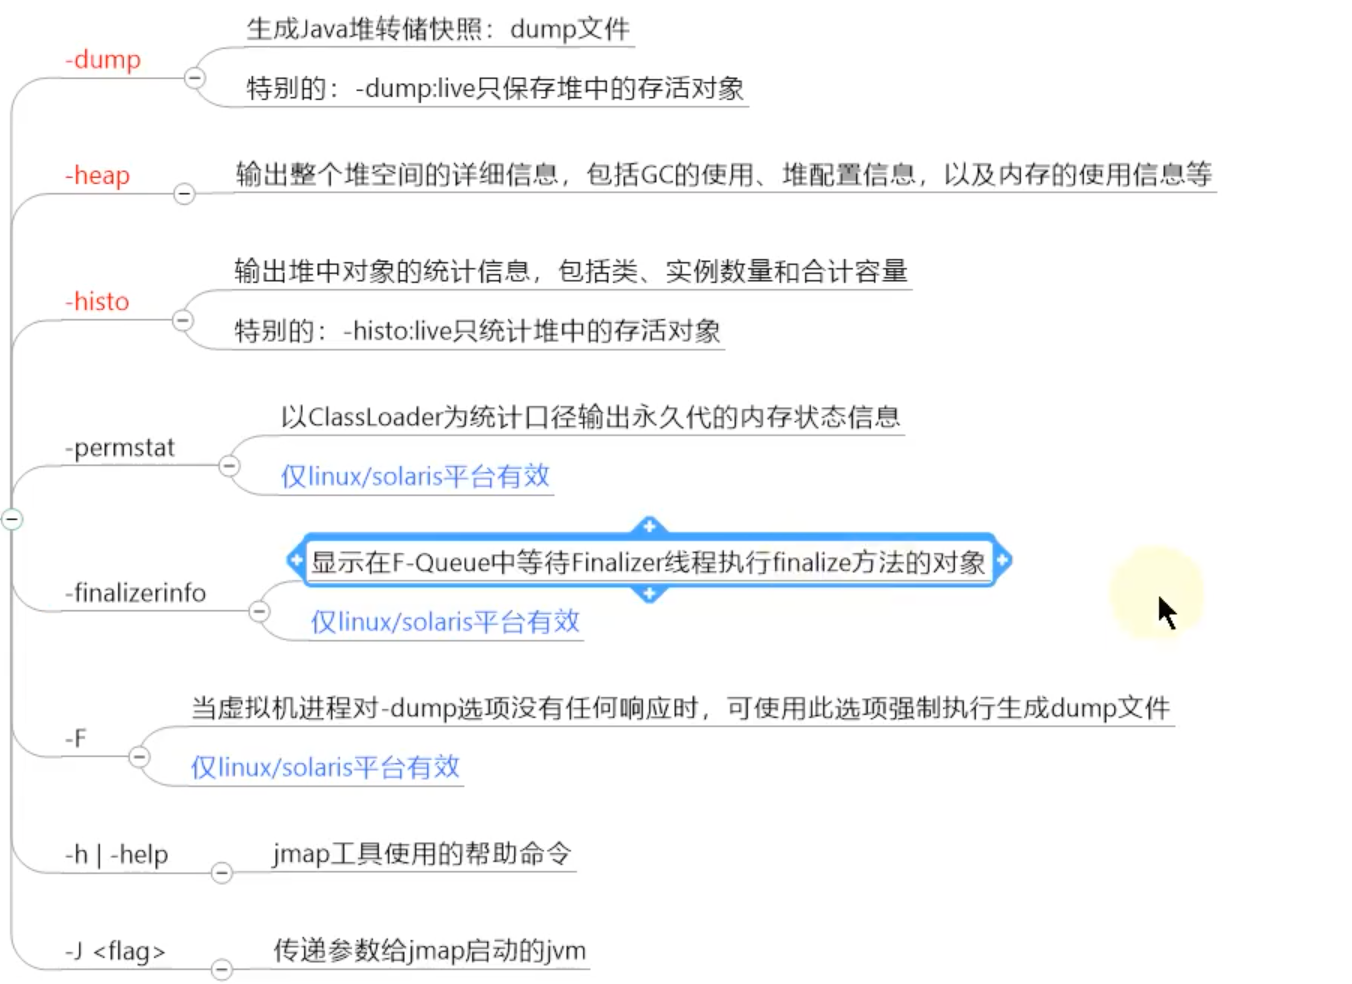 -dump
生成Java堆转储快照：dump文件
特别的：-dump:live只保存堆中的存活对象
-heap
输出整个堆空间的详细信息，包括GC的使用、堆配置信息，以及内存的使用信息等
-histo
输出堆中对象的统计信息，包括类、实例数量和合计容量
特别的：-histo:live只统计堆中的存活对象
-permstat
以ClassLoader为统计口径输出永久代的内存状态信息
仅linux/solaris平台有效
-finalizerinfo
显示在F-Queue中等待Finalizer线程执行finalize方法的对象
仅linux/solaris平台有效
-F
当虚拟机进程对-dump选项没有任何响应时，可使用此选项强制执行生成dump文件
仅linux/solaris平台有效
-h | -help
jmap工具使用的帮助命令
-J <flag>
传递参数给jmap启动的jvm